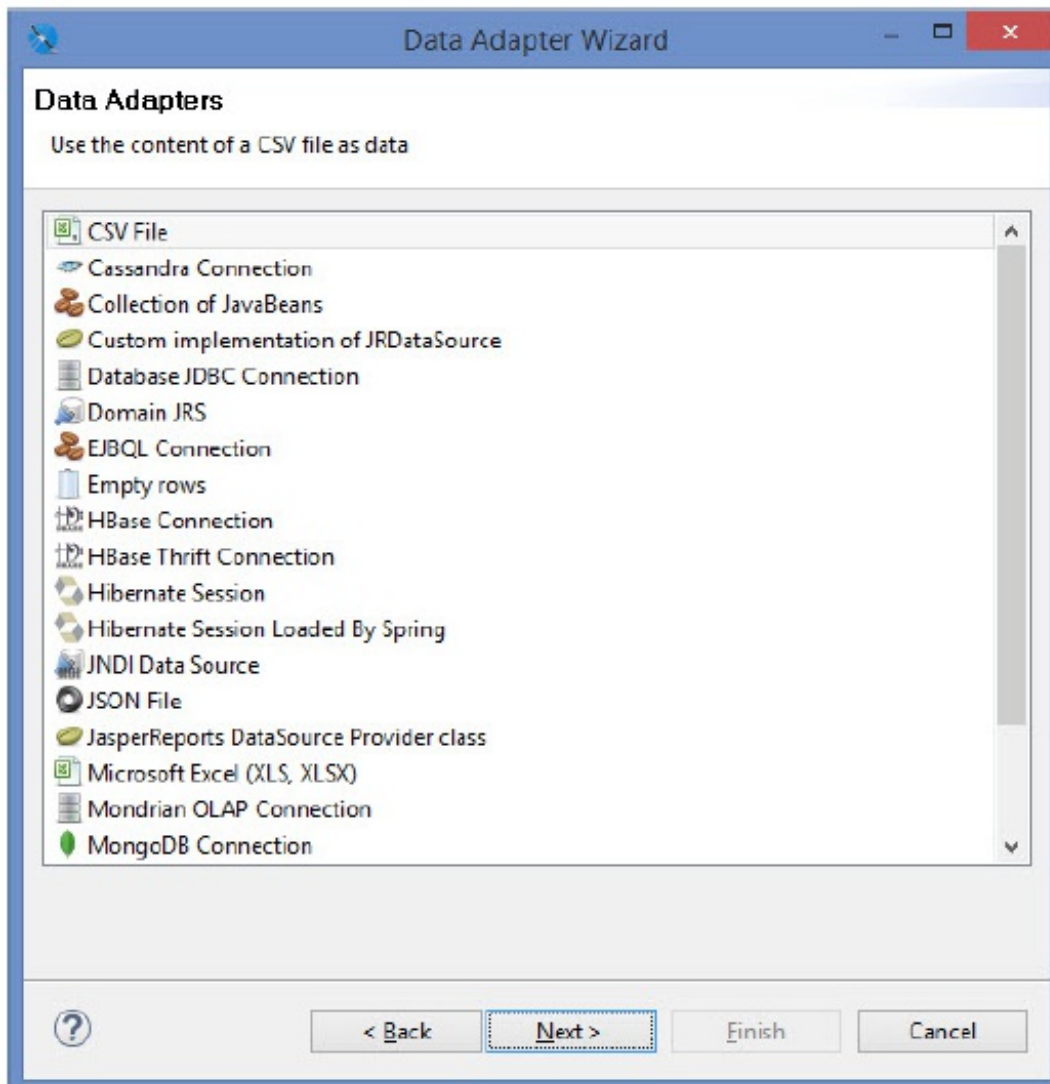 Data Adapter Wizard
Data Adapters
Use the content of a CSV file as data
CSV File
Cassandra Connection
Collection of JavaBeans
Custom implementation of JRDataSource
Database JDBC Connection
Domain JRS
EJBQL Connection
Empty rows
HBase Connection
HBase Thrift Connection
Hibernate Session
Hibernate Session Loaded By Spring
JNDI Data Source
JSON File
JasperReports DataSource Provider class
Microsoft Excel (XLS, XLSX)
Mondrian OLAP Connection
MongoDB Connection
? < Back Next > Finish Cancel